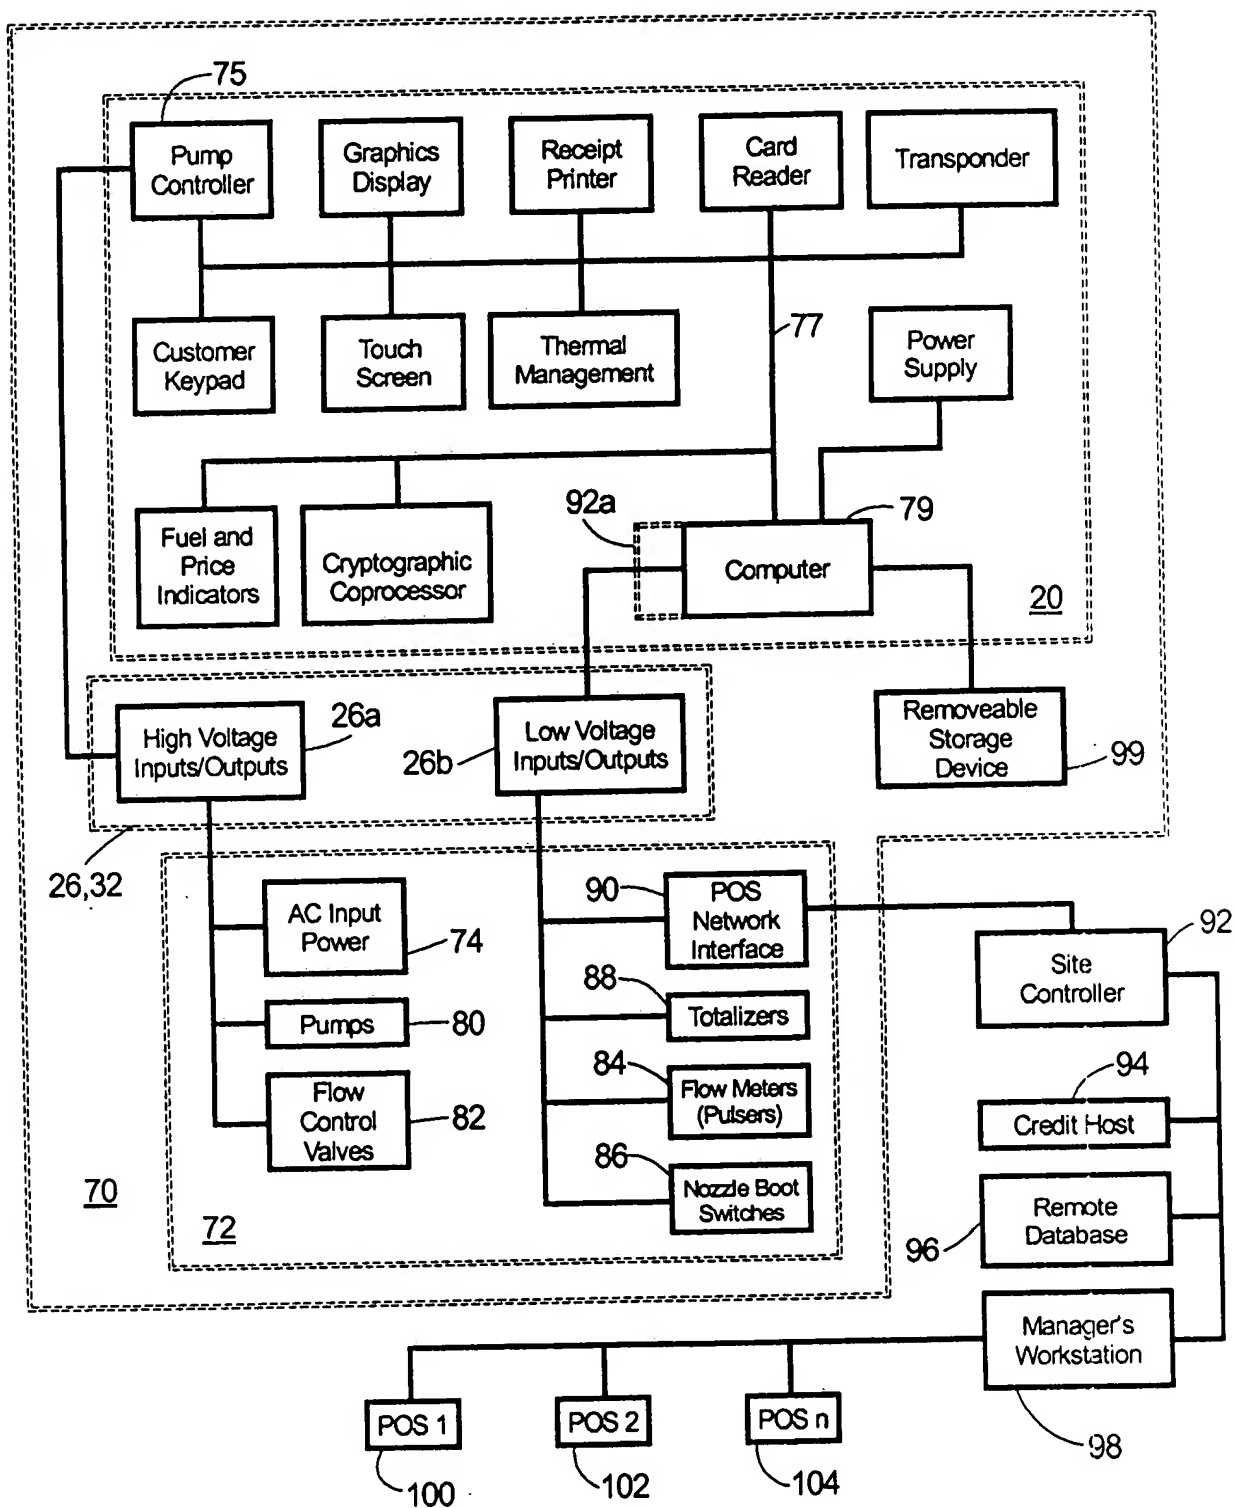 75
Pump
Controller
Graphics
Display
Receipt
Printer
Card
Reader
Transponder
Customer
Keypad
Touch
Screen
Thermal
Management
77
Power
Supply
92a
79
Fuel and
Price
Indicators
Cryptographic
Coprocessor
Computer
20
High Voltage
Inputs/Outputs
26a
26b
Low Voltage
Inputs/Outputs
Removeable
Storage
Device
99
26,32
AC Input
Power
74
90
POS
Network
Interface
92
Site
Controller
88
Totalizers
Pumps
80
84
Flow Meters
(Pulsers)
94
Credit Host
Flow
Control
Valves
82
86
Nozzle Boot
Switches
70
72
Remote
Database
96
Manager's
Workstation
98
POS 1
POS 2
POS n
100
102
104